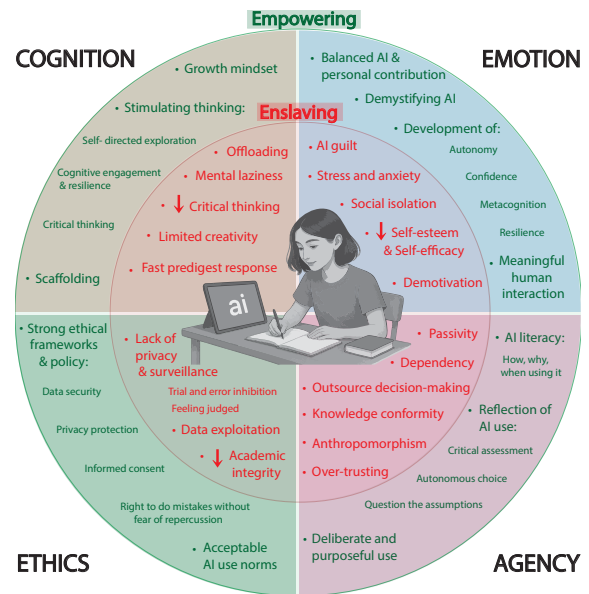 Empowering
COGNITION
EMOTION
• Growth mindset
• Stimulating thinking:
Self- directed exploration
Cognitive engagement
& resilience
Critical thinking
• Scaffolding
• Balanced AI &
personal contribution
• Demystifying AI
• Development of:
Autonomy
Confidence
Metacognition
Resilience
• Meaningful
human
interaction
Enslaving
• Offloading
• Mental laziness
• ↓ Critical thinking
• Limited creativity
• Fast predigest response
• AI guilt
• Stress and anxiety
• Social isolation
• ↓ Self-esteem
& Self-efficacy
• Demotivation
ai
• Strong ethical
frameworks
& policy:
Data security
Privacy protection
Informed consent
Right to do mistakes without
fear of repercussion
• Acceptable
AI use norms
• Lack of
privacy
& surveillance
Trial and error inhibition
Feeling judged
• Data exploitation
• ↓ Academic
integrity
• Passivity
• Dependency
• Outsource decision-making
• Knowledge conformity
• Anthropomorphism
• Over-trusting
• AI literacy:
How, why,
when using it
• Reflection of
AI use:
Critical assessment
Autonomous choice
Question the assumptions
• Deliberate and
purposeful use
ETHICS
AGENCY